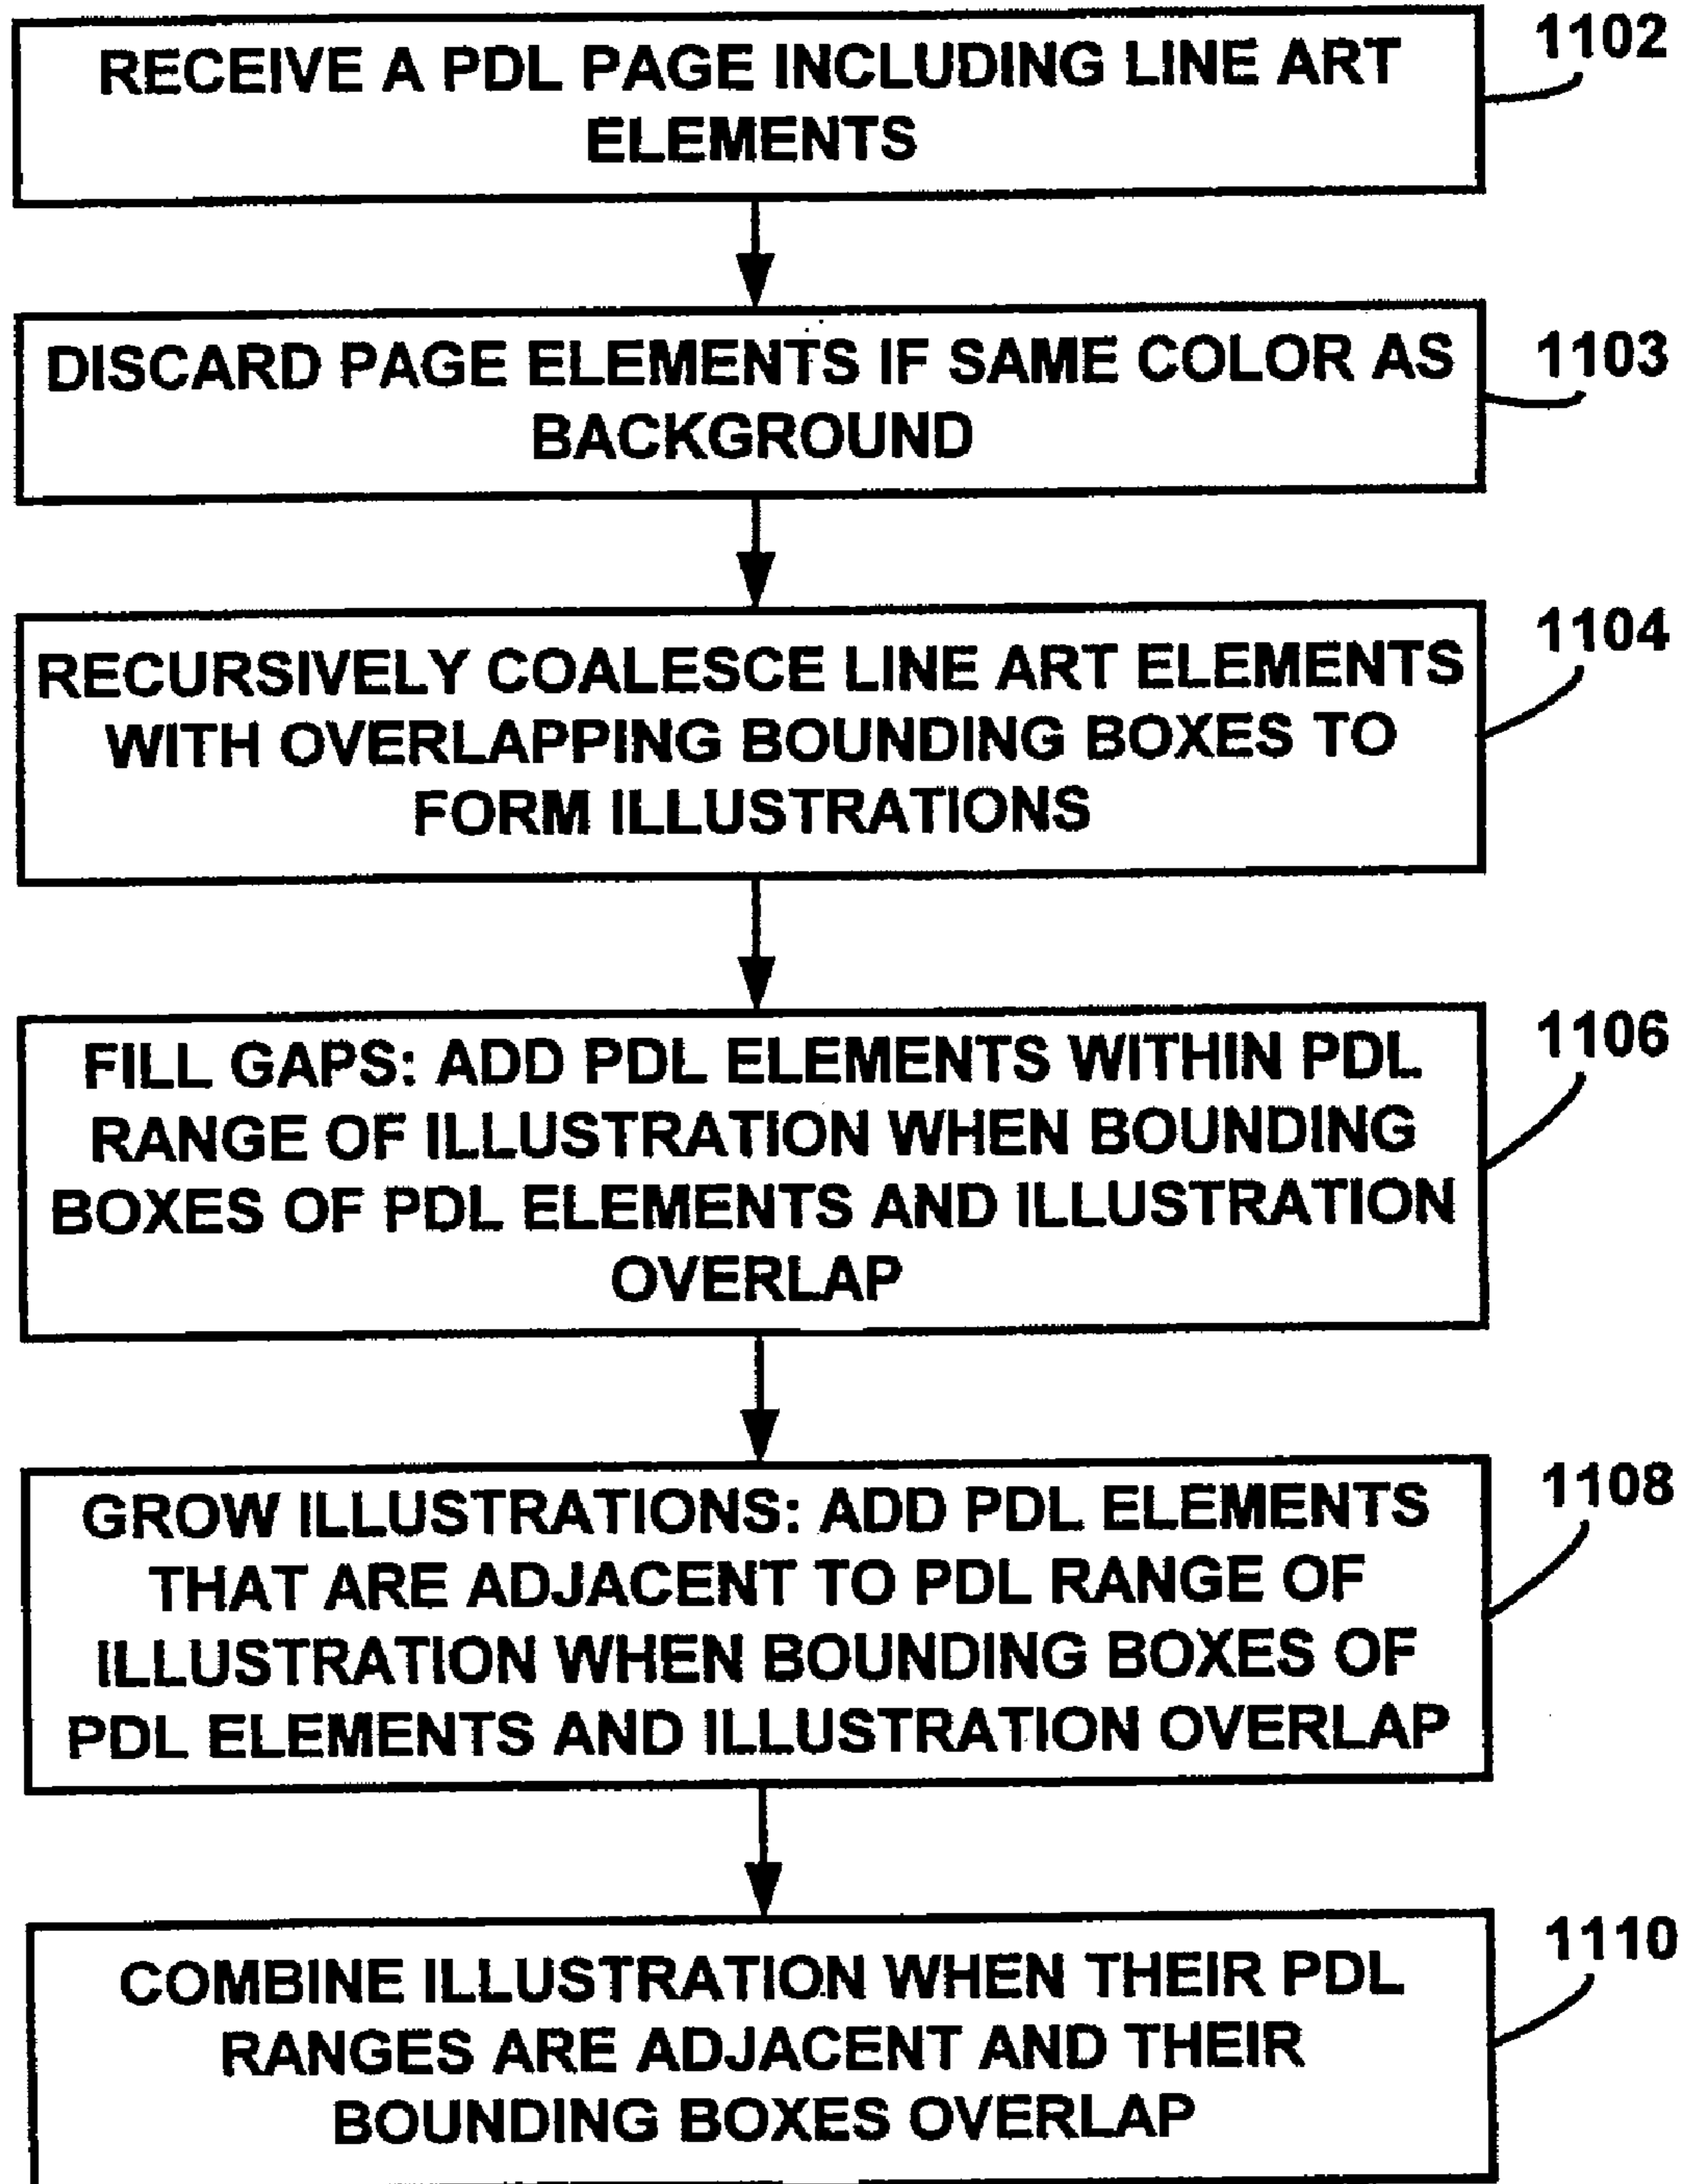 RECEIVE A PDL PAGE INCLUDING LINE ART
ELEMENTS
1102
DISCARD PAGE ELEMENTS IF SAME COLOR AS
BACKGROUND
1103
RECURSIVELY COALESCE LINE ART ELEMENTS
WITH OVERLAPPING BOUNDING BOXES TO
FORM ILLUSTRATIONS
1104
FILL GAPS: ADD PDL ELEMENTS WITHIN PDL
RANGE OF ILLUSTRATION WHEN BOUNDING
BOXES OF PDL ELEMENTS AND ILLUSTRATION
OVERLAP
1106
GROW ILLUSTRATIONS: ADD PDL ELEMENTS
THAT ARE ADJACENT TO PDL RANGE OF
ILLUSTRATION WHEN BOUNDING BOXES OF
PDL ELEMENTS AND ILLUSTRATION OVERLAP
1108
COMBINE ILLUSTRATION WHEN THEIR PDL
RANGES ARE ADJACENT AND THEIR
BOUNDING BOXES OVERLAP
1110